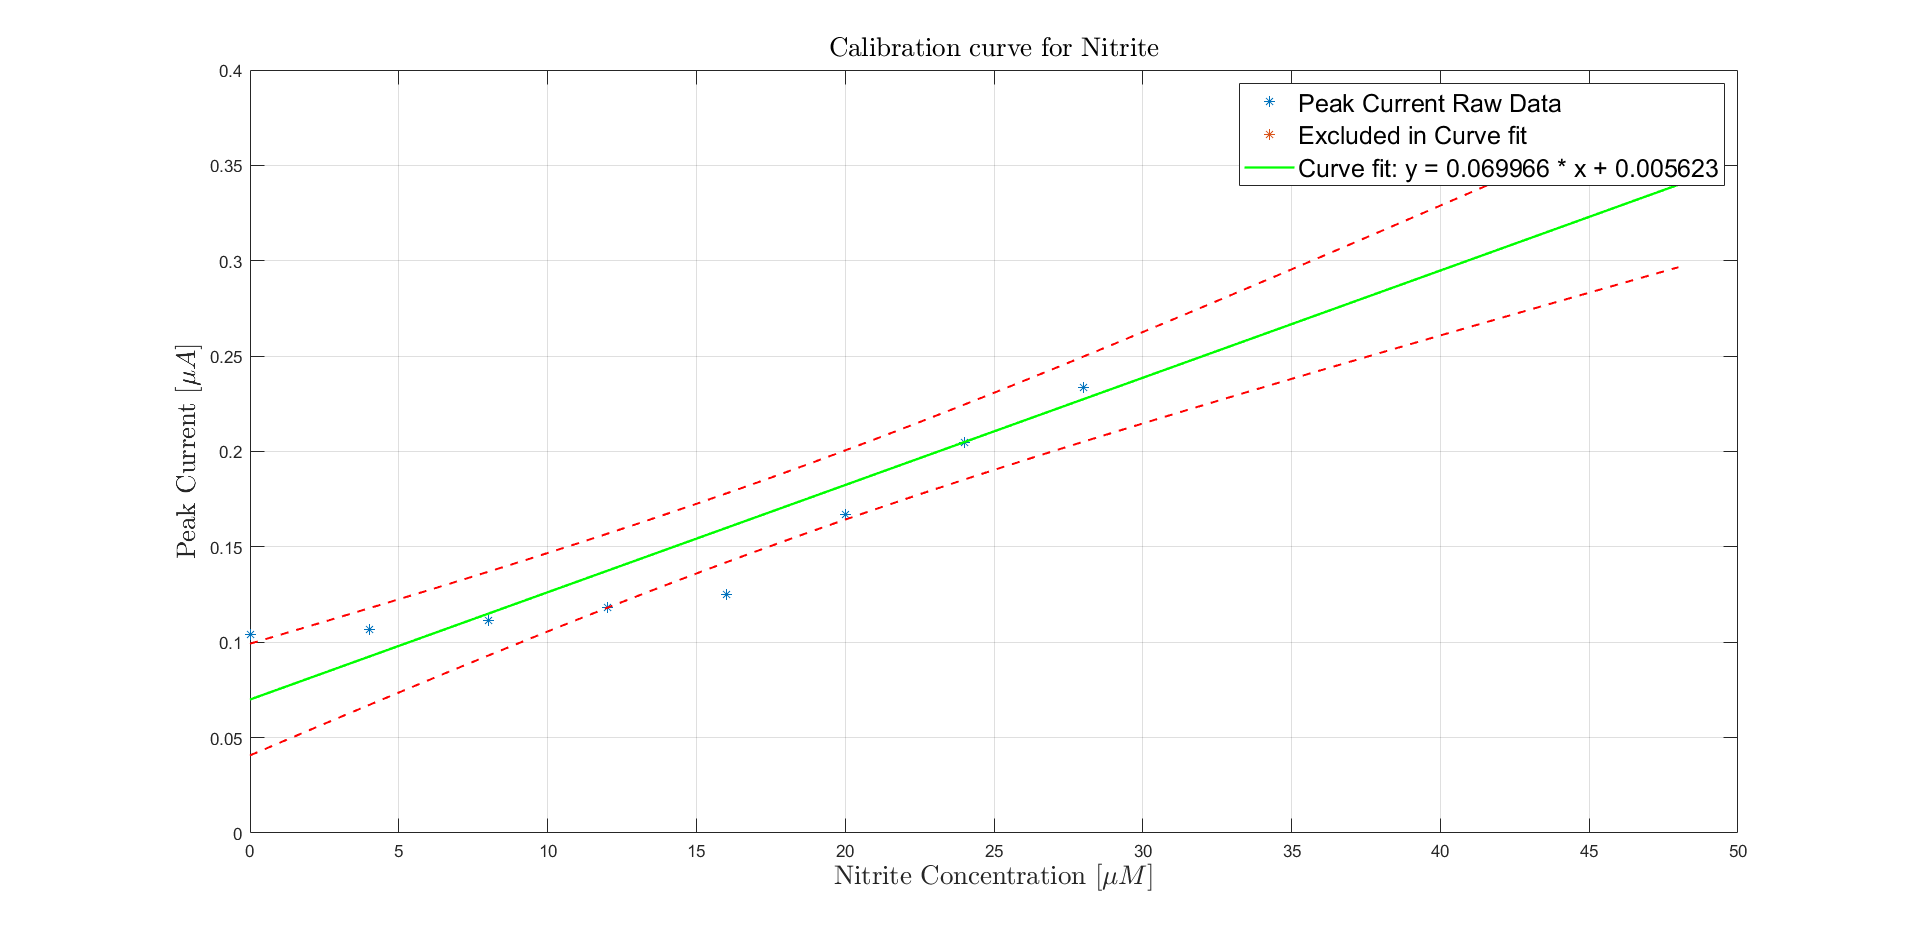 Calibration curve for Nitrite
Peak Current Raw Data
Excluded in Curve fit
Curve fit: y = 0.069966 * x + 0.005623
Peak Current [μA]
0.4
0.35
0.3
0.25
0.2
0.15
0.1
0.05
0
0 5 10 15 20 25 30 35 40 45 50
Nitrite Concentration [μM]